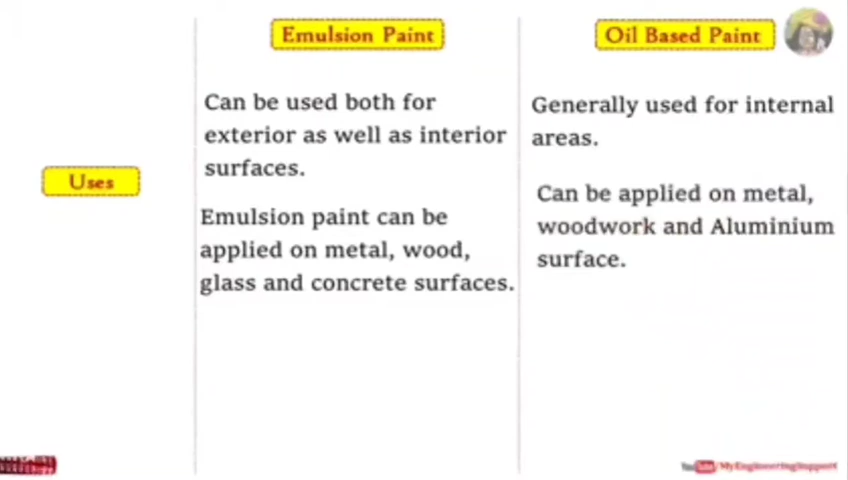 Emulsion Paint
Oil Based Paint
Uses
Can be used both for
exterior as well as interior
surfaces.
Emulsion paint can be
applied on metal, wood,
glass and concrete surfaces.
Generally used for internal
areas.
Can be applied on metal,
woodwork and Aluminium
surface.
YouTube/MyEngineeringSupport